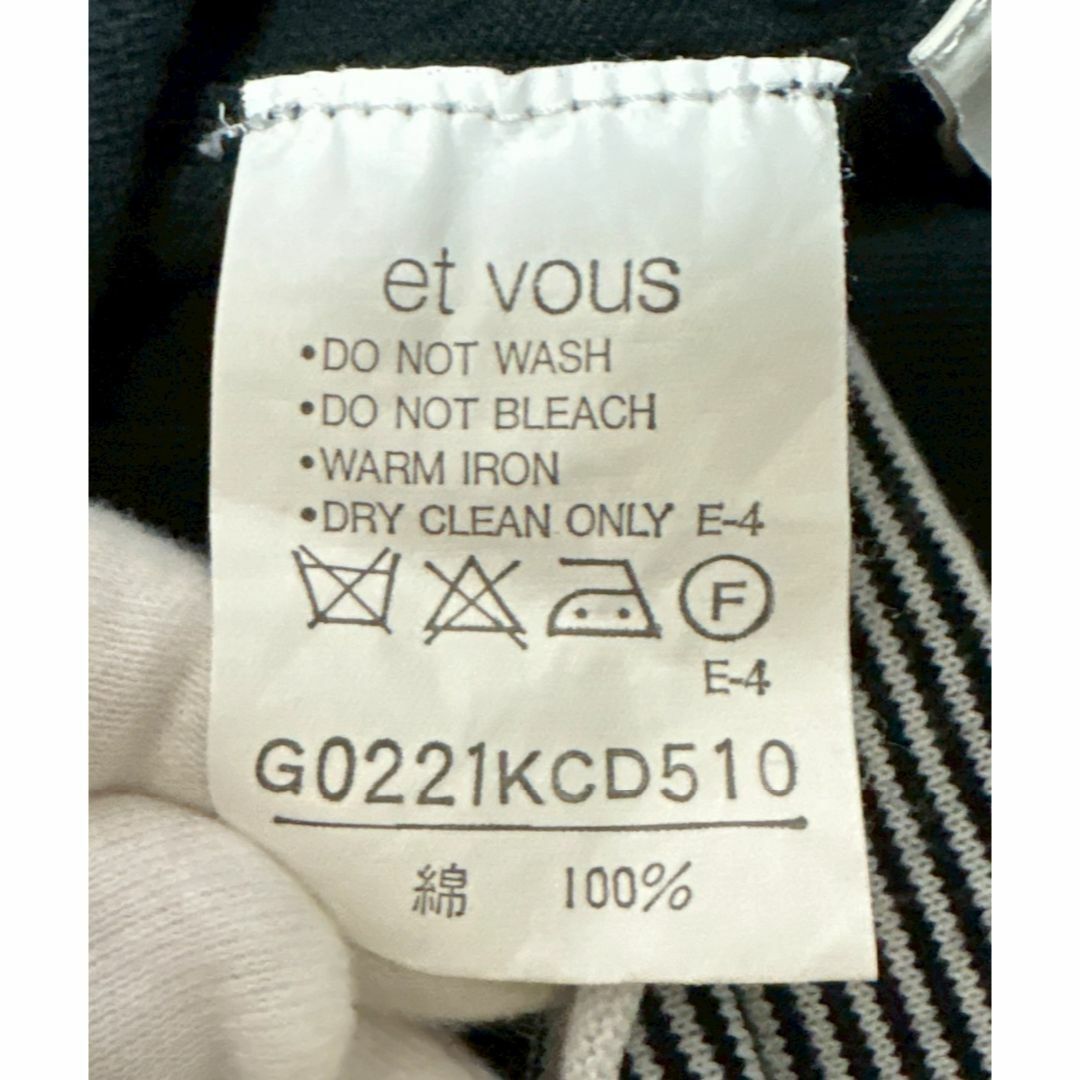 et vous
•DO NOT WASH
•DO NOT BLEACH
•WARM IRON
•DRY CLEAN ONLY E-4
F
E-4
G0221KCD510
綿 100%